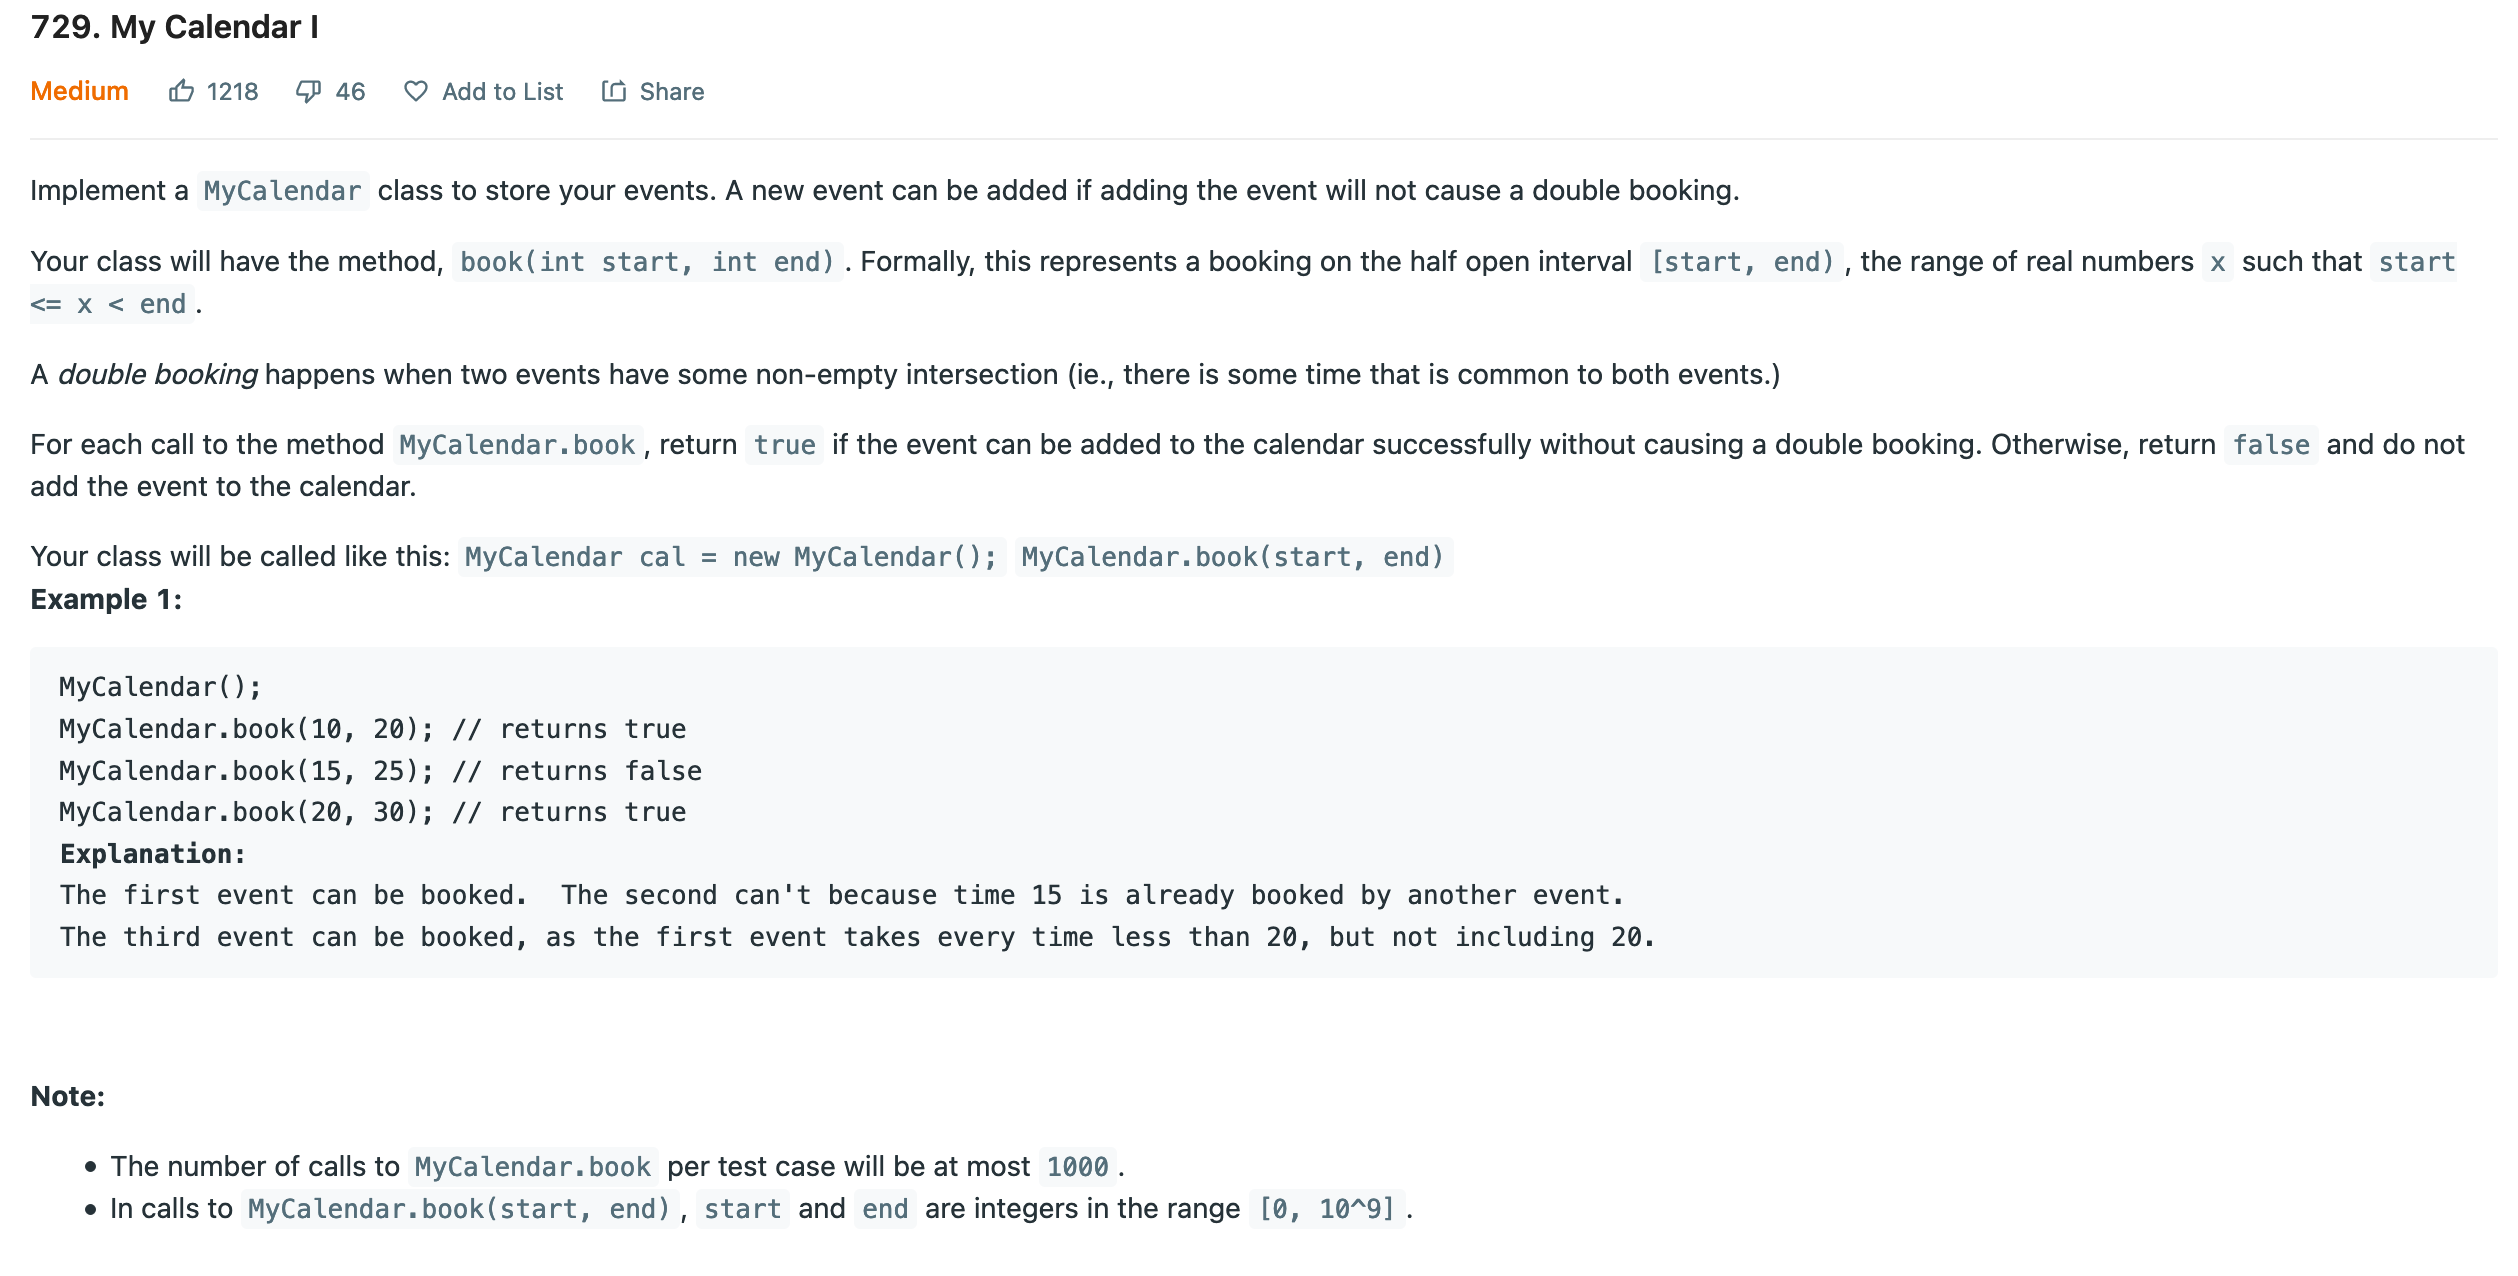 729. My Calendar I
Medium 1218 46 Add to List Share
Implement a MyCalendar class to store your events. A new event can be added if adding the event will not cause a double booking.
Your class will have the method, book(int start, int end). Formally, this represents a booking on the half open interval [start, end), the range of real numbers x such that start
<= x < end.
A double booking happens when two events have some non-empty intersection (ie., there is some time that is common to both events.)
For each call to the method MyCalendar.book, return true if the event can be added to the calendar successfully without causing a double booking. Otherwise, return false and do not
add the event to the calendar.
Your class will be called like this: MyCalendar cal = new MyCalendar(); MyCalendar.book(start, end)
Example 1:
MyCalendar();
MyCalendar.book(10, 20); // returns true
MyCalendar.book(15, 25); // returns false
MyCalendar.book(20, 30); // returns true
Explanation:
The first event can be booked.  The second can't because time 15 is already booked by another event.
The third event can be booked, as the first event takes every time less than 20, but not including 20.
Note:
• The number of calls to MyCalendar.book per test case will be at most 1000.
• In calls to MyCalendar.book(start, end), start and end are integers in the range [0, 10^9].